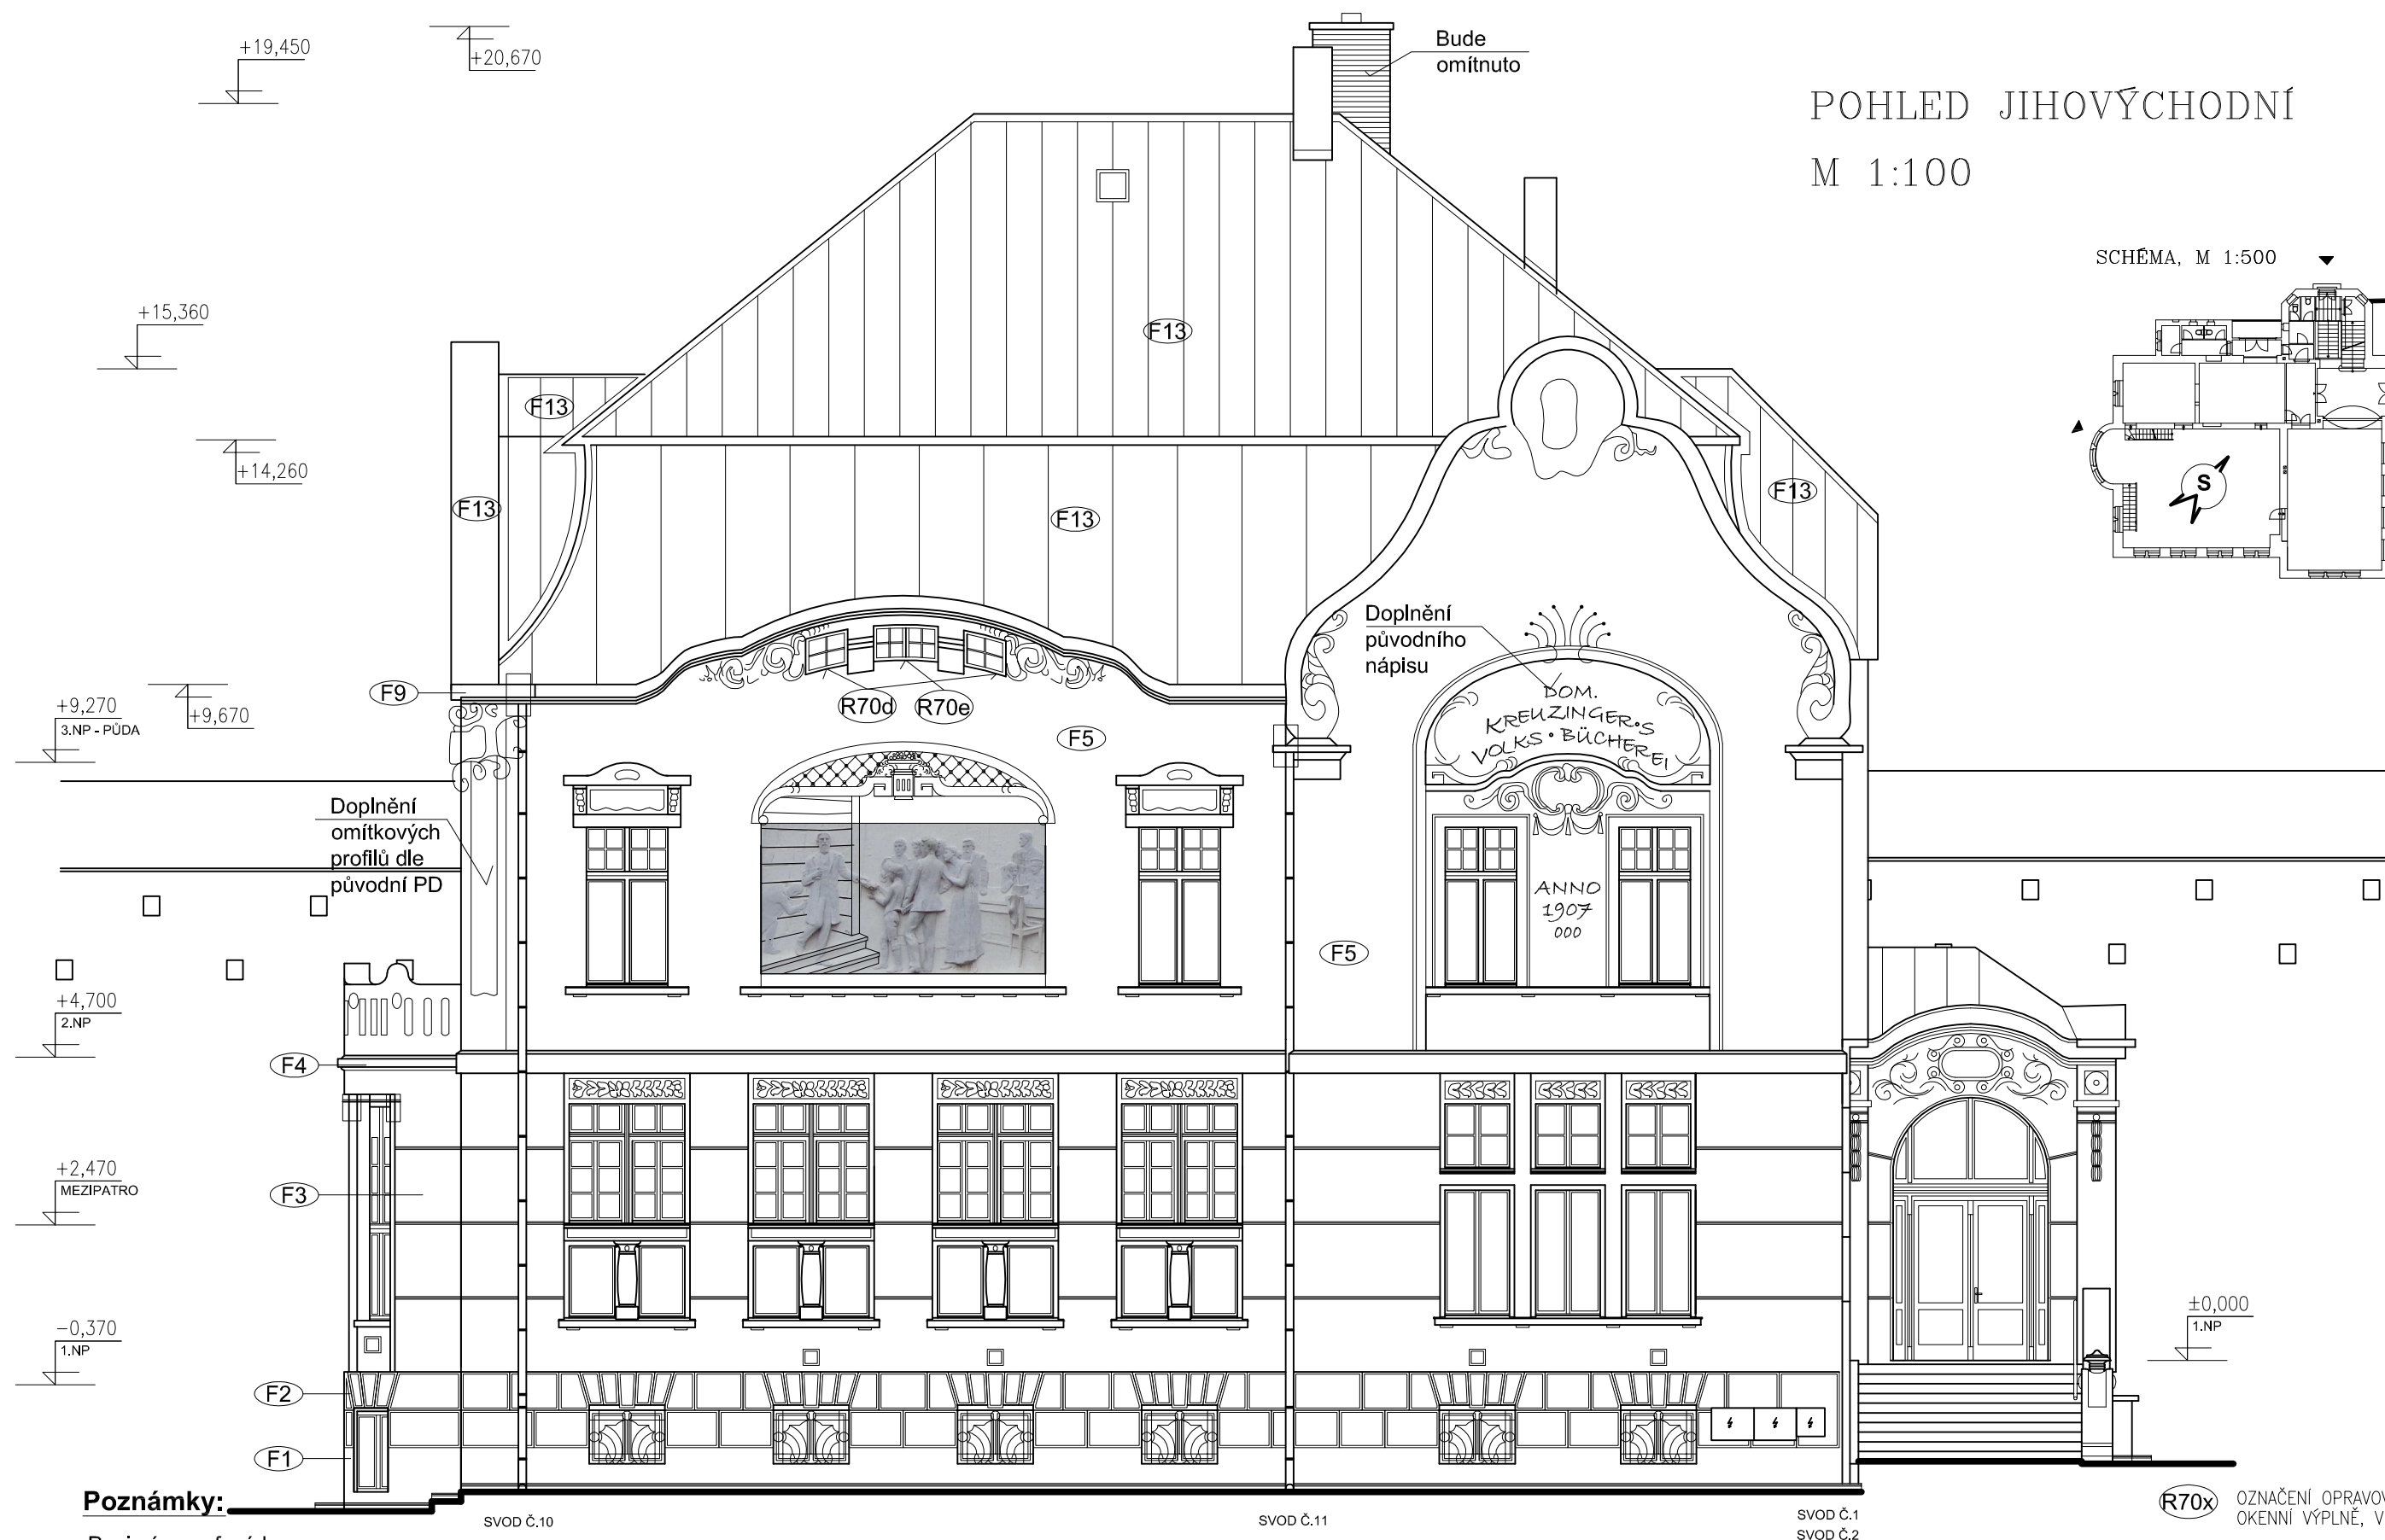 +19,450
+20,670
Bude
omítnuto
POHLED JIHOVÝCHODNÍ
M 1:100
SCHÉMA, M 1:500
S
+15,360
+14,260
F13
F13
F13
F13
F13
F9
R70d
R70e
F5
Doplnění
původního
nápisu
DOM.
KREUZINGER'S
VOLKS • BÜCHEREI
+9,270
3.NP - PŮDA
+9,670
Doplnění
omítkových
profilů dle
původní PD
ANNO
1907
000
F5
+4,700
2.NP
F4
+2,470
MEZIPATRO
F3
-0,370
1.NP
±0,000
1.NP
F2
F1
Poznámky:
SVOD Č.10
SVOD Č.11
SVOD Č.1
SVOD Č.2
R70x
OZNAČENÍ
OKENNÍ VÝPLNĚ,